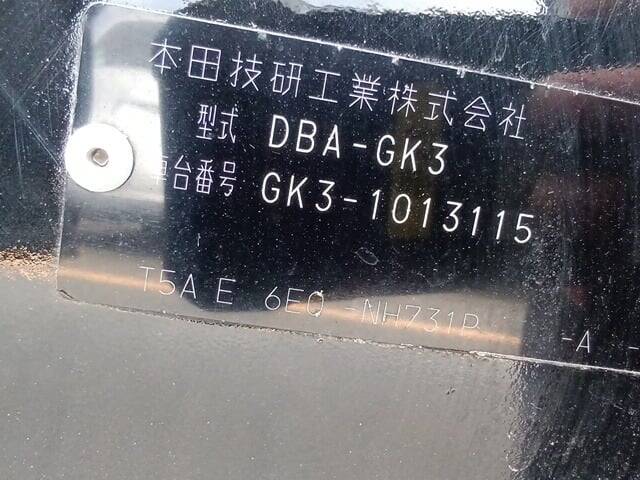 本田技研工業株式会社
型式 DBA-GK3
車台番号 GK3-1013115
T5A E 6E0 -NH731P -A -